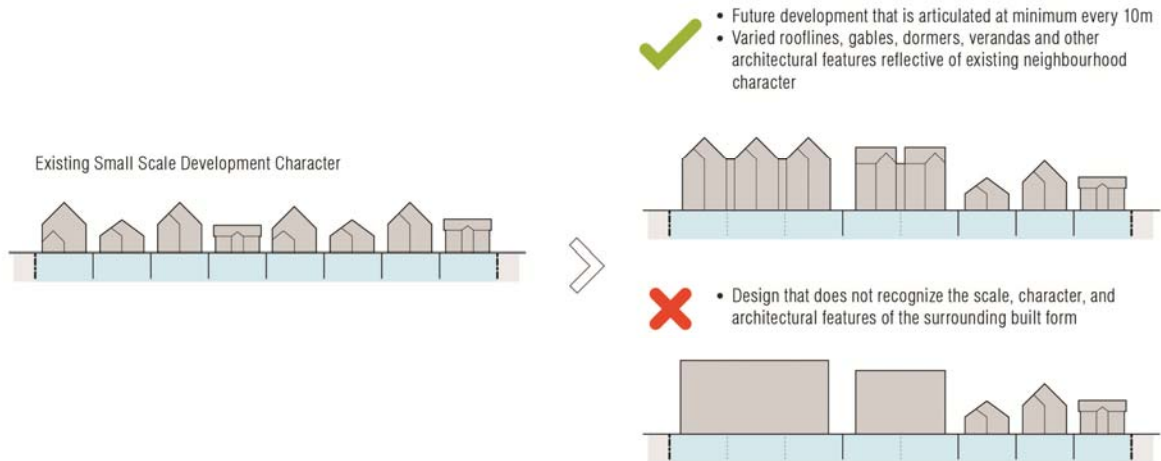 Existing Small Scale Development Character
• Future development that is articulated at minimum every 10m
• Varied rooflines, gables, dormers, verandas and other
architectural features reflective of existing neighbourhood
character
• Design that does not recognize the scale, character, and
architectural features of the surrounding built form